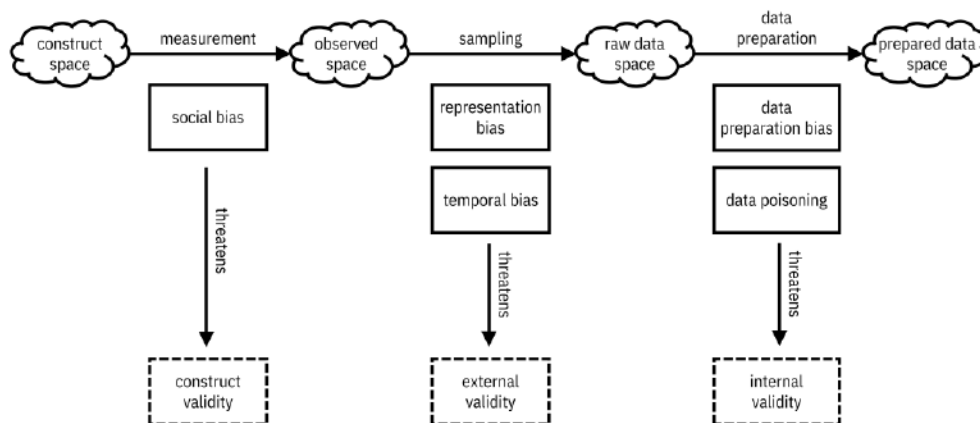 construct
space
measurement
observed
space
sampling
raw data
space
data
preparation
prepared data
space
social bias
representation
bias
data
preparation bias
temporal bias
data poisoning
threatens
threatens
threatens
construct
validity
external
validity
internal
validity